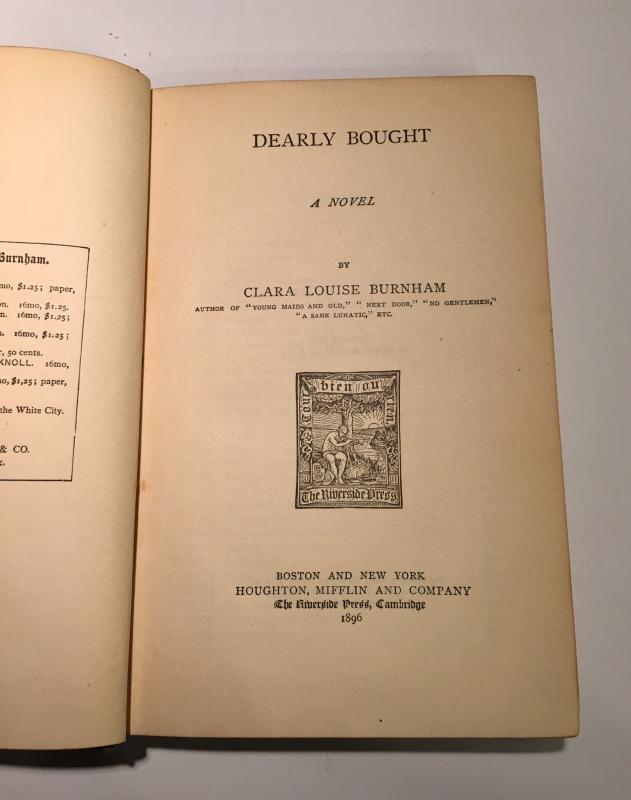 Burnham.
mo, $1.25; paper,
n. 16mo, $1.25.
n. 16mo, $1.25;
. 16mo, $1.25;
, 50 cents.
KNOLL. 16mo,
mo, $1,25; paper,
the White City.
& CO.
DEARLY BOUGHT
A NOVEL
BY
CLARA LOUISE BURNHAM
AUTHOR OF "YOUNG MAIDS AND OLD," "NEXT DOOR," "NO GENTLEMEN,"
"A SANE LUNATIC," ETC.
Tout bien ou rien
The Riverside Press
BOSTON AND NEW YORK
HOUGHTON, MIFFLIN AND COMPANY
The Riverside Press, Cambridge
1896